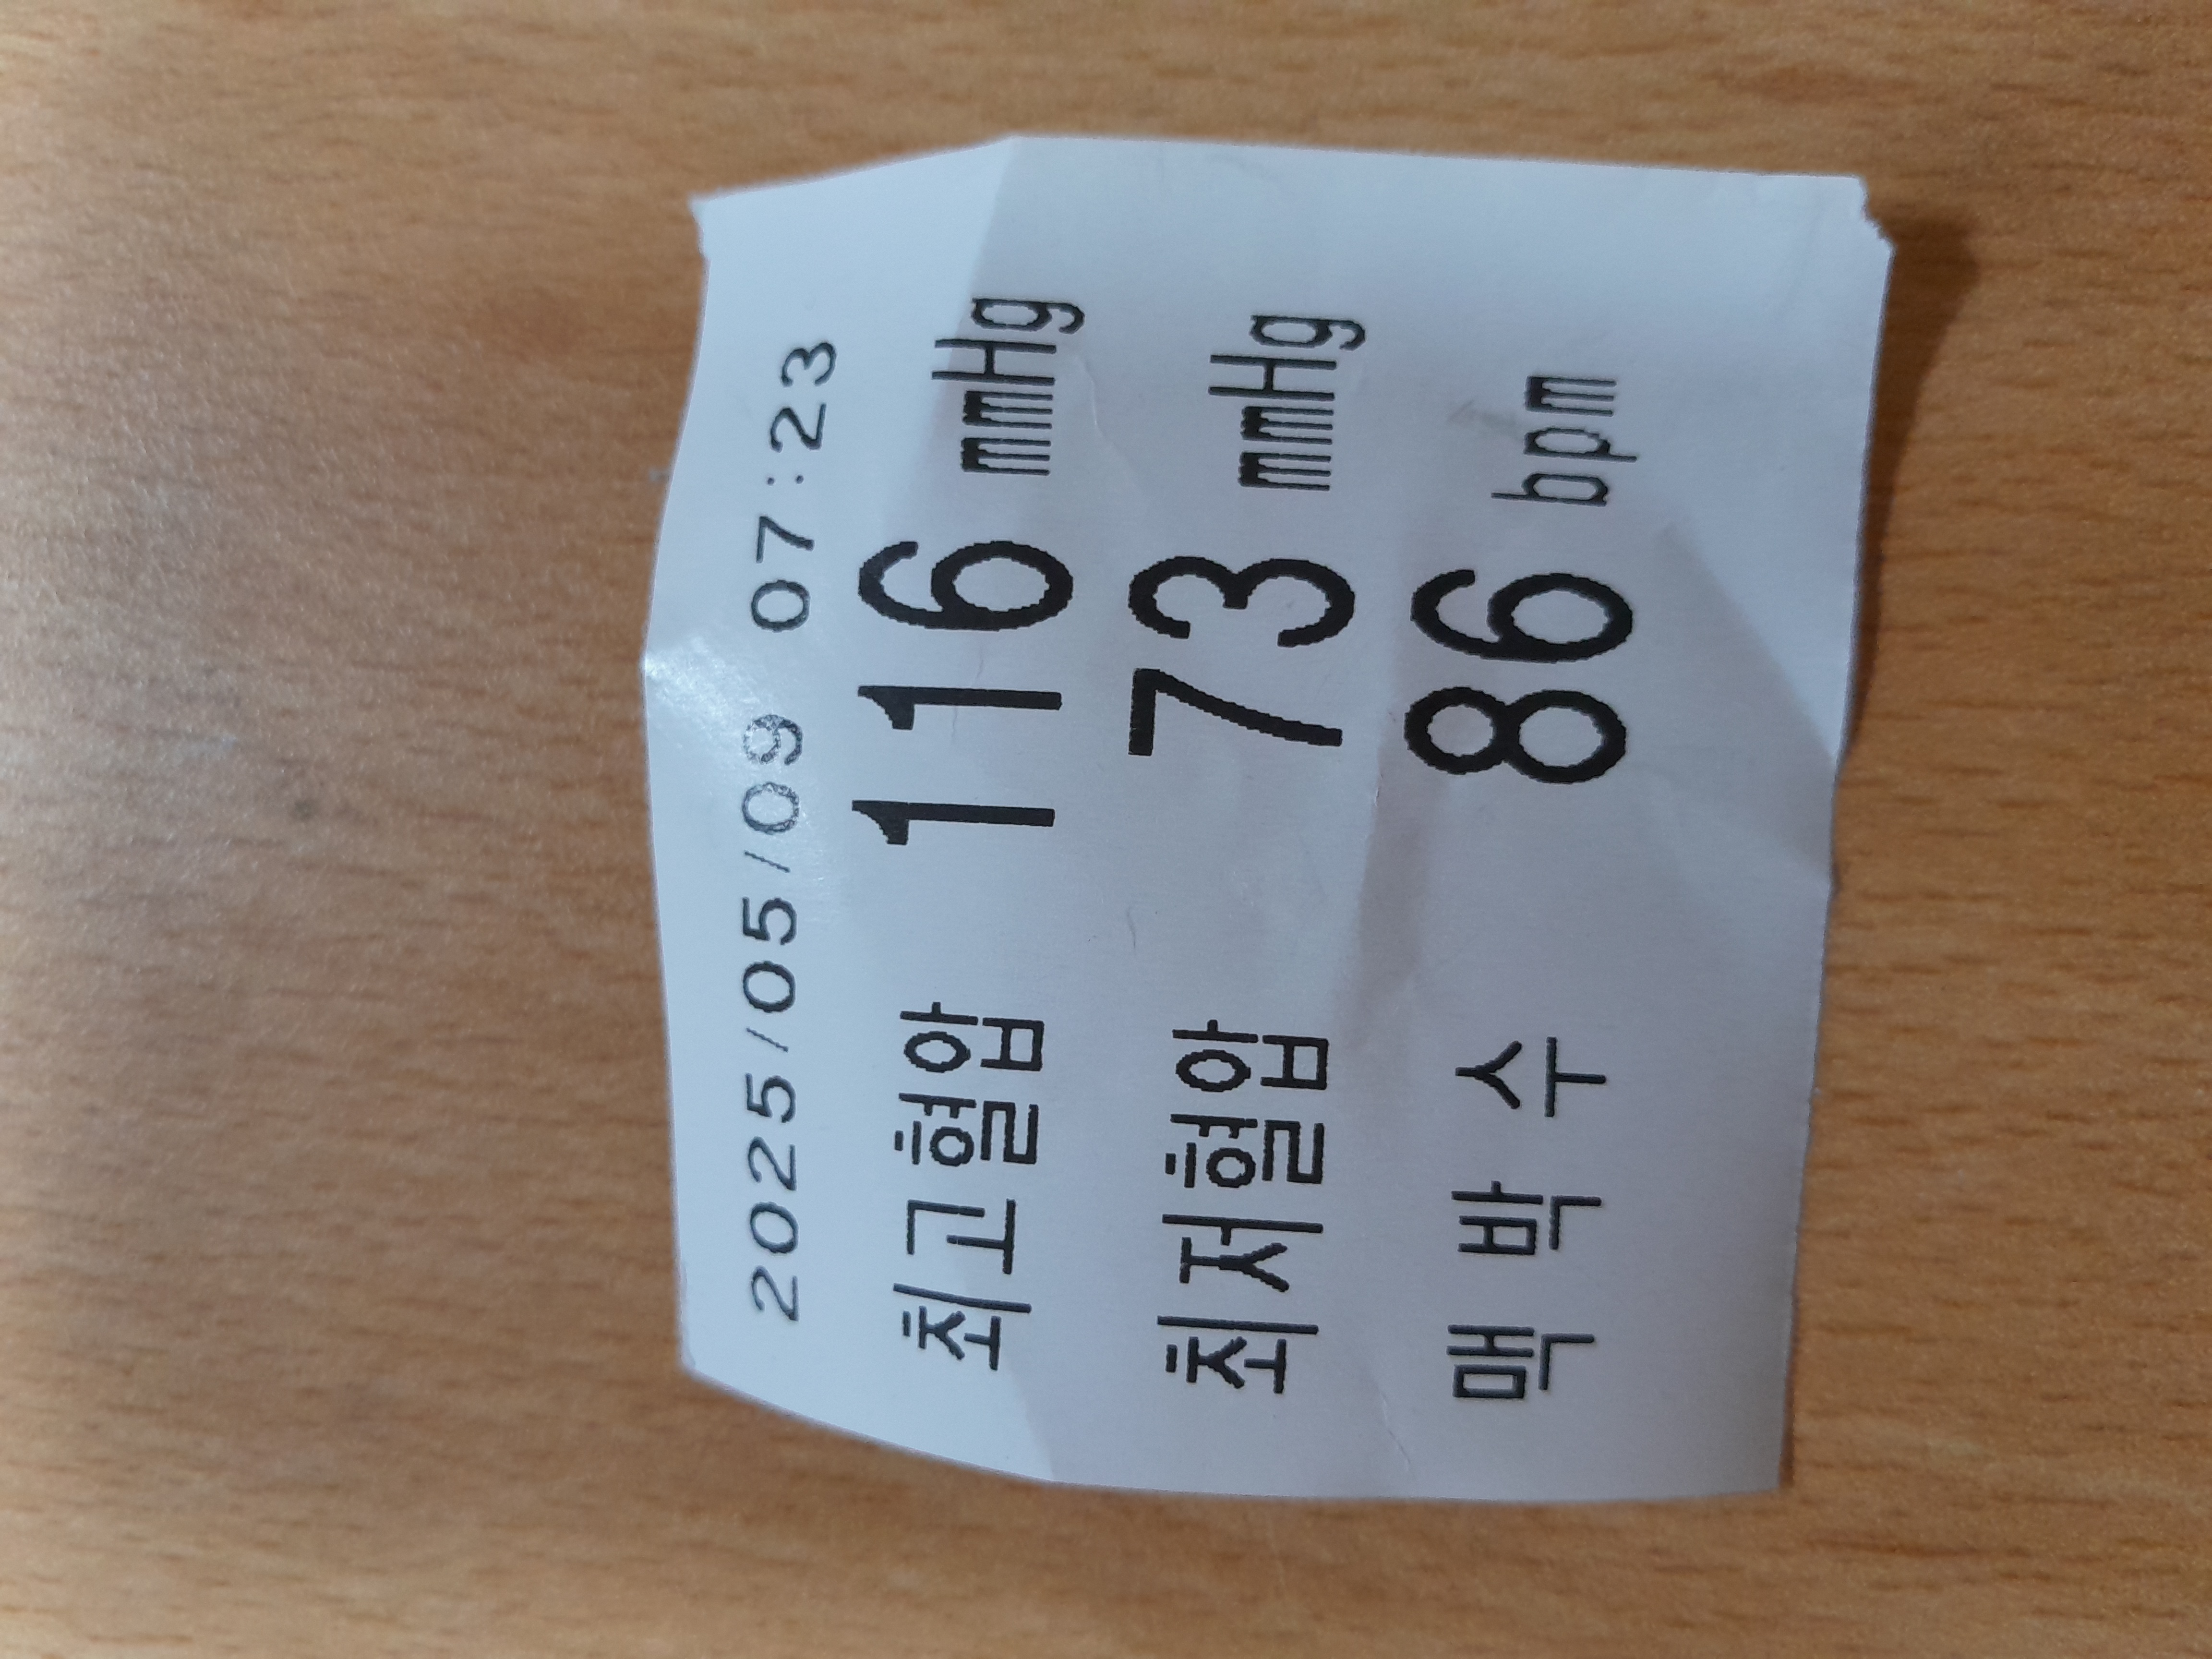 2025/05/09 07:23
최고혈압 116 mmHg
최저혈압 73 mmHg
맥 박 수 86 bpm